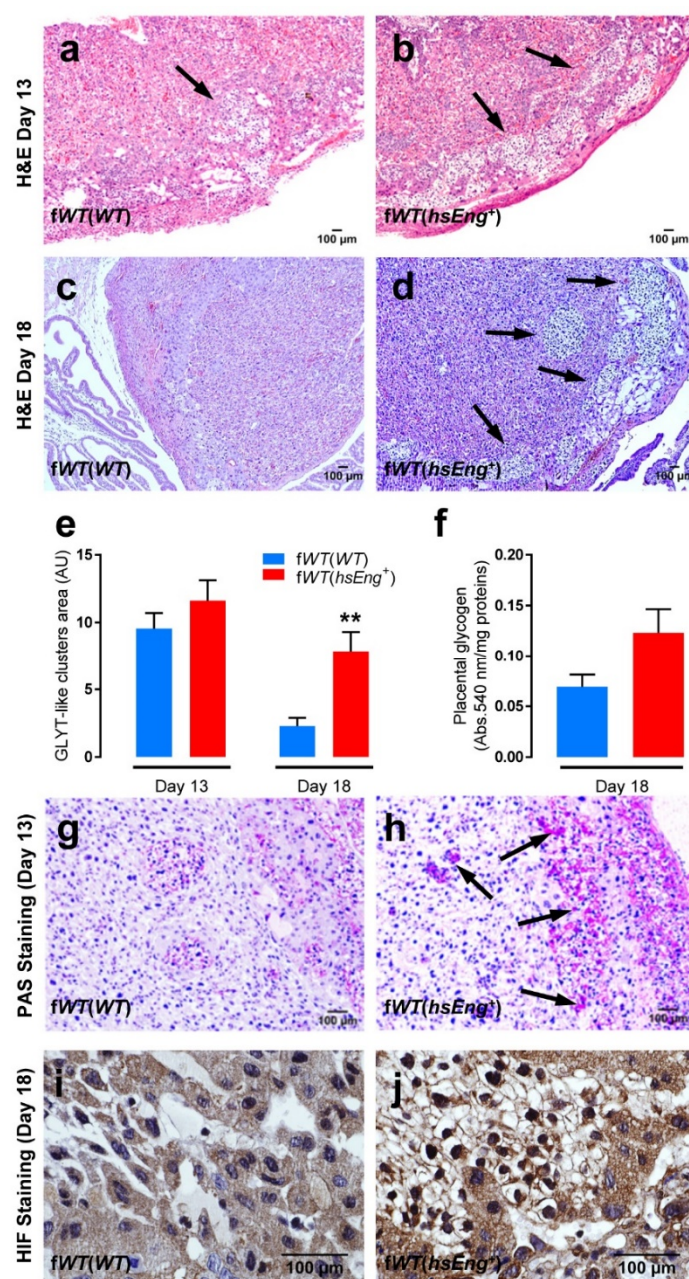 H&E Day 13
a
fWT(WT)
100 µm
b
fWT(hsEng⁺)
100 µm
H&E Day 18
c
fWT(WT)
100 µm
d
fWT(hsEng⁺)
100 µm
e
fWT(WT)
fWT(hsEng⁺)
GLYT-like clusters area (AU)
15
10
5
0
**
Day 13
Day 18
f
Placental glycogen
(Abs.540 nm/mg proteins)
0.20
0.15
0.10
0.05
0.00
Day 18
PAS Staining (Day 13)
g
fWT(WT)
100 µm
h
fWT(hsEng⁺)
100 µm
HIF Staining (Day 18)
i
fWT(WT)
100 µm
j
fWT(hsEng⁺)
100 µm